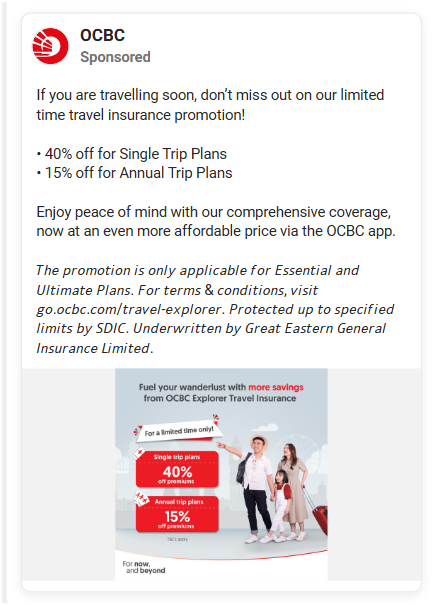 OCBC
Sponsored
If you are travelling soon, don’t miss out on our limited
time travel insurance promotion!
• 40% off for Single Trip Plans
• 15% off for Annual Trip Plans
Enjoy peace of mind with our comprehensive coverage,
now at an even more affordable price via the OCBC app.
The promotion is only applicable for Essential and
Ultimate Plans. For terms & conditions, visit
go.ocbc.com/travel-explorer. Protected up to specified
limits by SDIC. Underwritten by Great Eastern General
Insurance Limited.
Fuel your wanderlust with more savings
from OCBC Explorer Travel Insurance
For a limited time only!
Single trip plans
40%
off premiums
Annual trip plans
15%
off premiums
For now,
and beyond